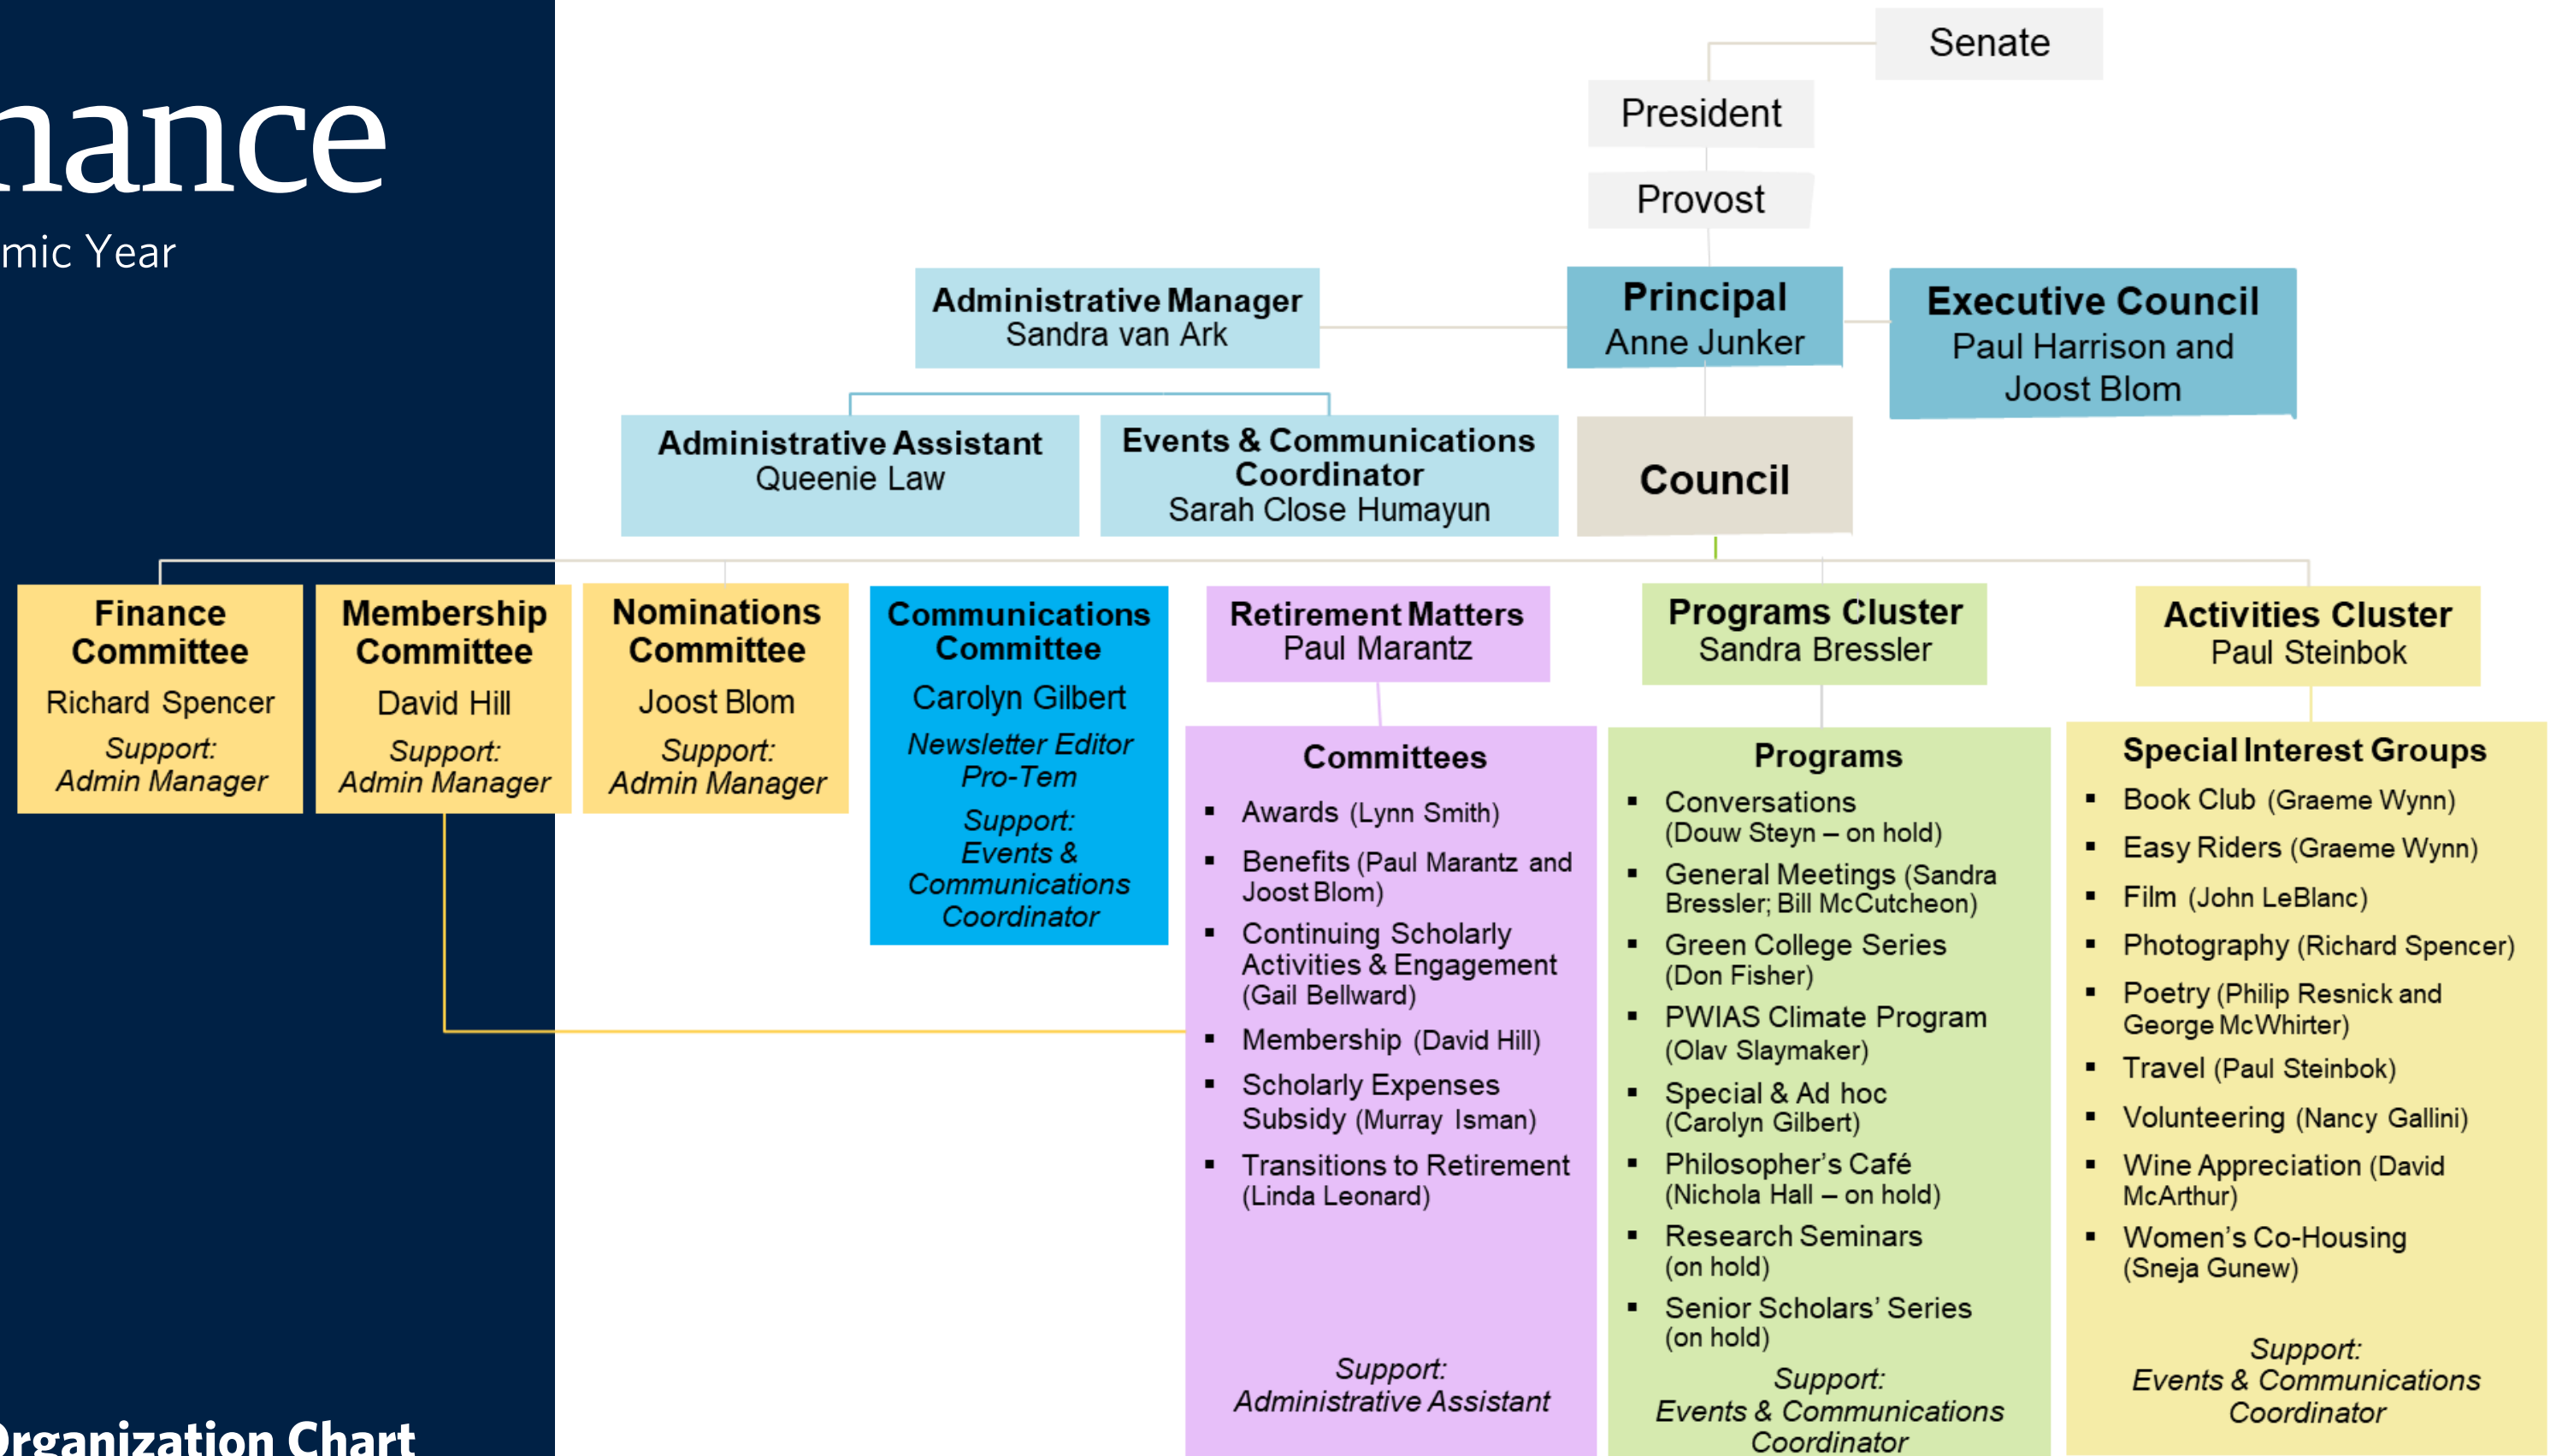 nance
mic Year
Organization Chart
Senate
President
Provost
Administrative Manager
Sandra van Ark
Principal
Anne Junker
Executive Council
Paul Harrison and
Joost Blom
Administrative Assistant
Queenie Law
Events & Communications
Coordinator
Sarah Close Humayun
Council
Finance
Committee
Richard Spencer
Support:
Admin Manager
Membership
Committee
David Hill
Support:
Admin Manager
Nominations
Committee
Joost Blom
Support:
Admin Manager
Communications
Committee
Carolyn Gilbert
Newsletter Editor
Pro-Tem
Support:
Events &
Communications
Coordinator
Retirement Matters
Paul Marantz
Committees
▪ Awards (Lynn Smith)
▪ Benefits (Paul Marantz and
Joost Blom)
▪ Continuing Scholarly
Activities & Engagement
(Gail Bellward)
▪ Membership (David Hill)
▪ Scholarly Expenses
Subsidy (Murray Isman)
▪ Transitions to Retirement
(Linda Leonard)
Support:
Administrative Assistant
Programs Cluster
Sandra Bressler
Programs
▪ Conversations
(Douw Steyn – on hold)
▪ General Meetings (Sandra
Bressler; Bill McCutcheon)
▪ Green College Series
(Don Fisher)
▪ PWIAS Climate Program
(Olav Slaymaker)
▪ Special & Ad hoc
(Carolyn Gilbert)
▪ Philosopher’s Café
(Nichola Hall – on hold)
▪ Research Seminars
(on hold)
▪ Senior Scholars’ Series
(on hold)
Support:
Events & Communications
Coordinator
Activities Cluster
Paul Steinbok
Special Interest Groups
▪ Book Club (Graeme Wynn)
▪ Easy Riders (Graeme Wynn)
▪ Film (John LeBlanc)
▪ Photography (Richard Spencer)
▪ Poetry (Philip Resnick and
George McWhirter)
▪ Travel (Paul Steinbok)
▪ Volunteering (Nancy Gallini)
▪ Wine Appreciation (David
McArthur)
▪ Women’s Co-Housing
(Sneja Gunew)
Support:
Events & Communications
Coordinator